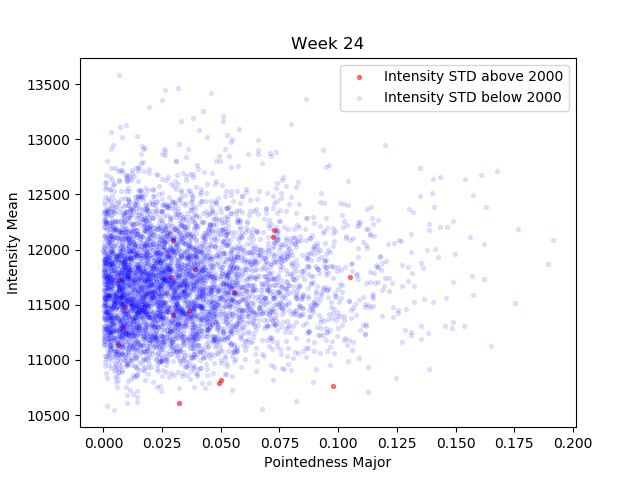 Week 24
Intensity STD above 2000
Intensity STD below 2000
13500
13000
12500
12000
11500
11000
10500
Intensity Mean
0.000 0.025 0.050 0.075 0.100 0.125 0.150 0.175 0.200
Pointedness Major